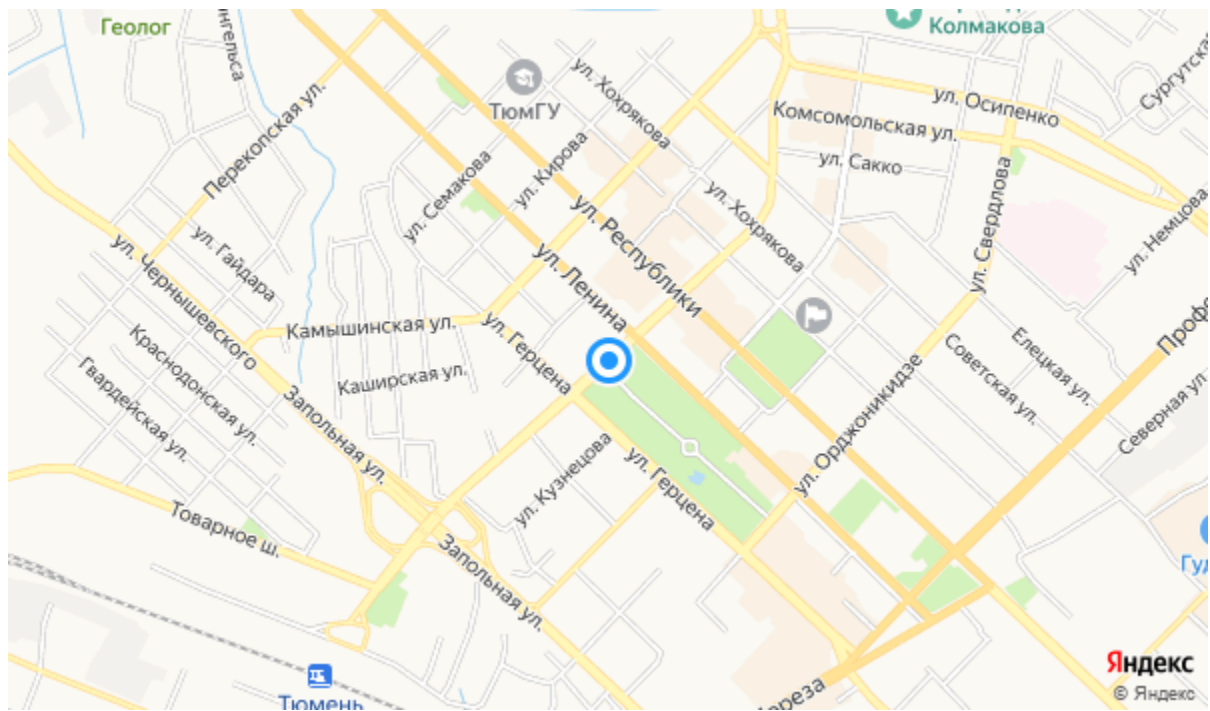 Геолог
нгельса
Колмакова
Сургутска
ТюмГУ
ул. Хохрякова
ул. Осипенко
Комсомольская ул.
ул. Сакко
Перекопская ул.
ул. Семакова
ул. Кирова
ул. Хохрякова
ул. Свердлова
ул. Немцова
ул. Республики
ул. Гайдара
ул. Ленина
ул. Чернышевского
Камышинская ул.
ул. Герцена
Профс
Елецкая ул.
Советская ул.
Краснодонская ул.
Каширская ул.
Гвардейская ул.
Запольная ул.
Северная ул.
ул. Орджоникидзе
ул. Кузнецова
ул. Герцена
Товарное ш.
Запольная ул.
Гуд
Тюмень
Яндекс
© Яндекс